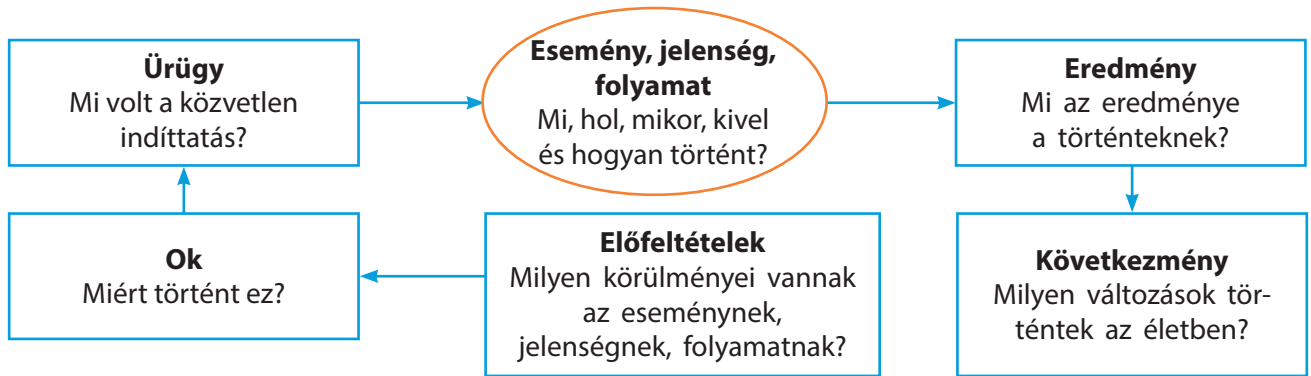 Ürügy
Mi volt a közvetlen
indíttatás?
Esemény, jelenség,
folyamat
Mi, hol, mikor, kivel
és hogyan történt?
Eredmény
Mi az eredménye
a történteknek?
Ok
Miért történt ez?
Előfeltételek
Milyen körülményei vannak
az eseménynek,
jelenségnek, folyamatnak?
Következmény
Milyen változások tör-
téntek az életben?